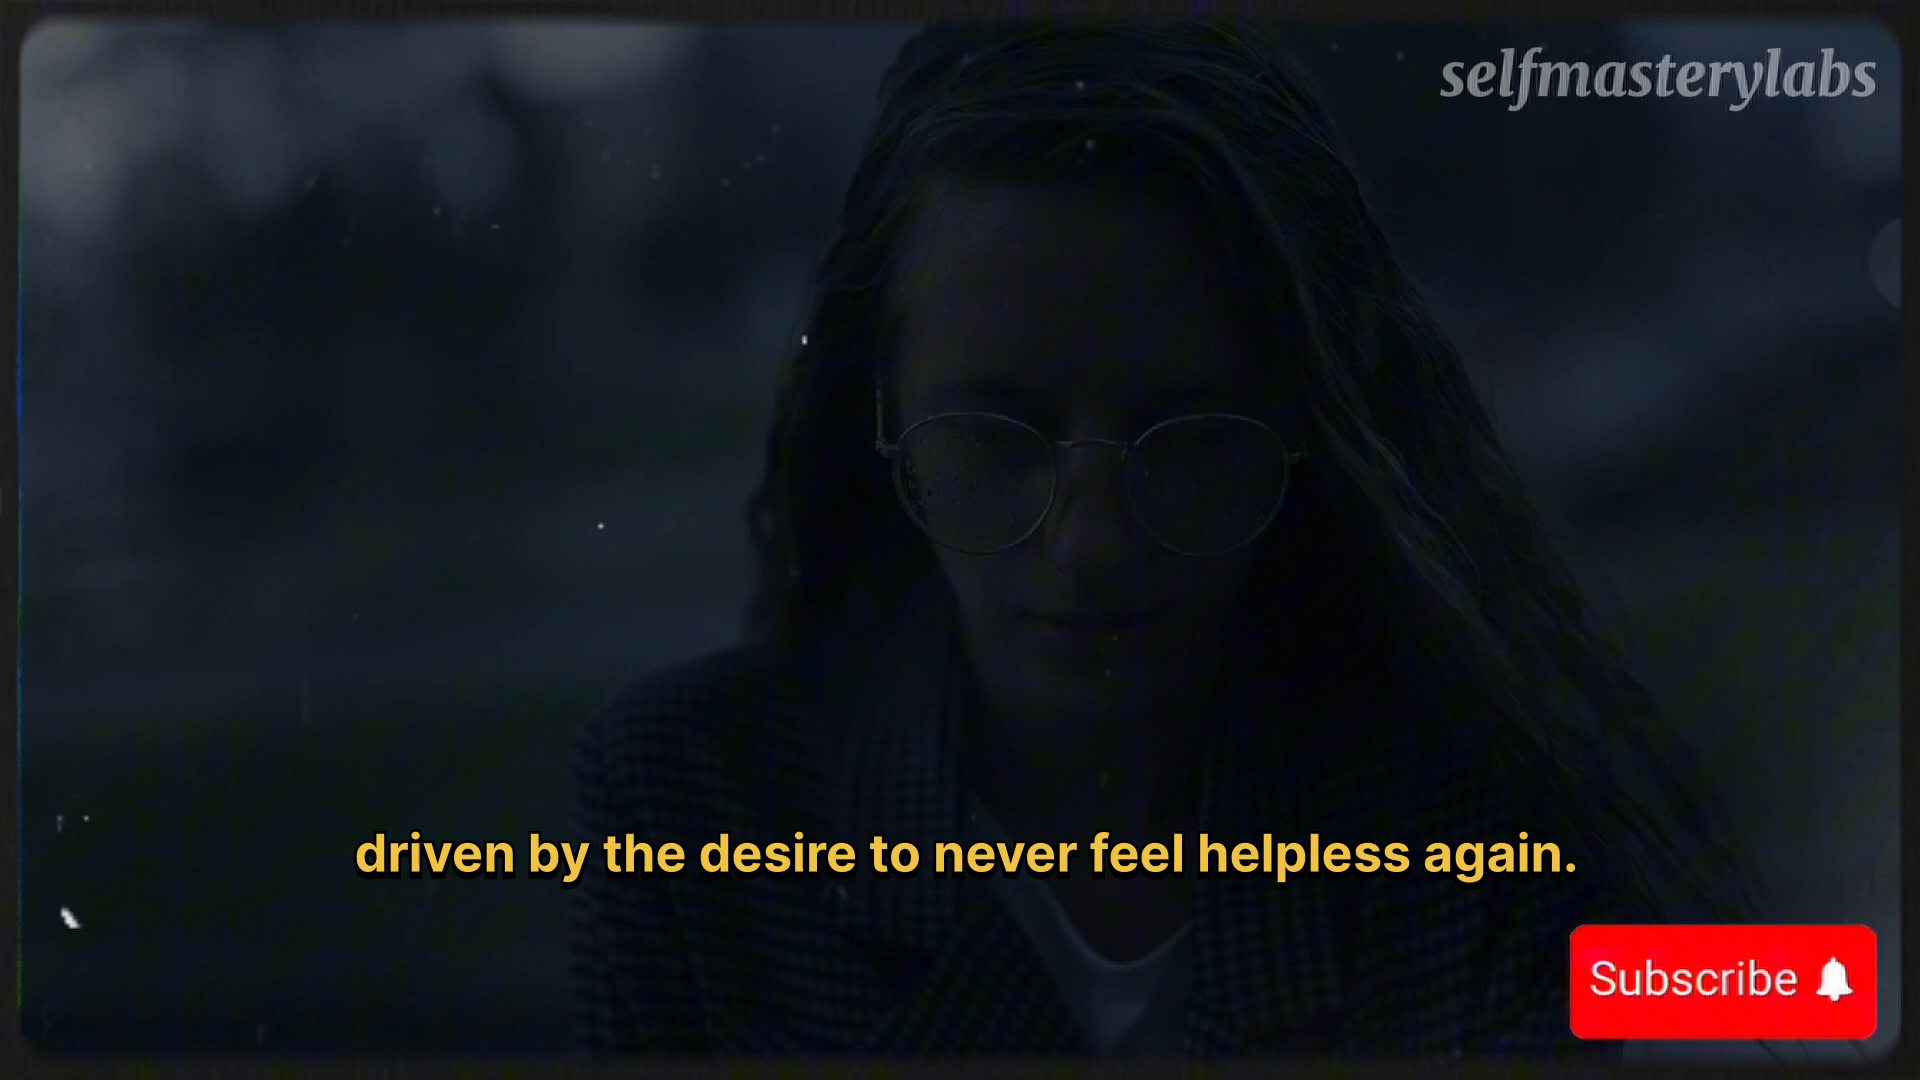 selfmasterylabs
driven by the desire to never feel helpless again.
Subscribe